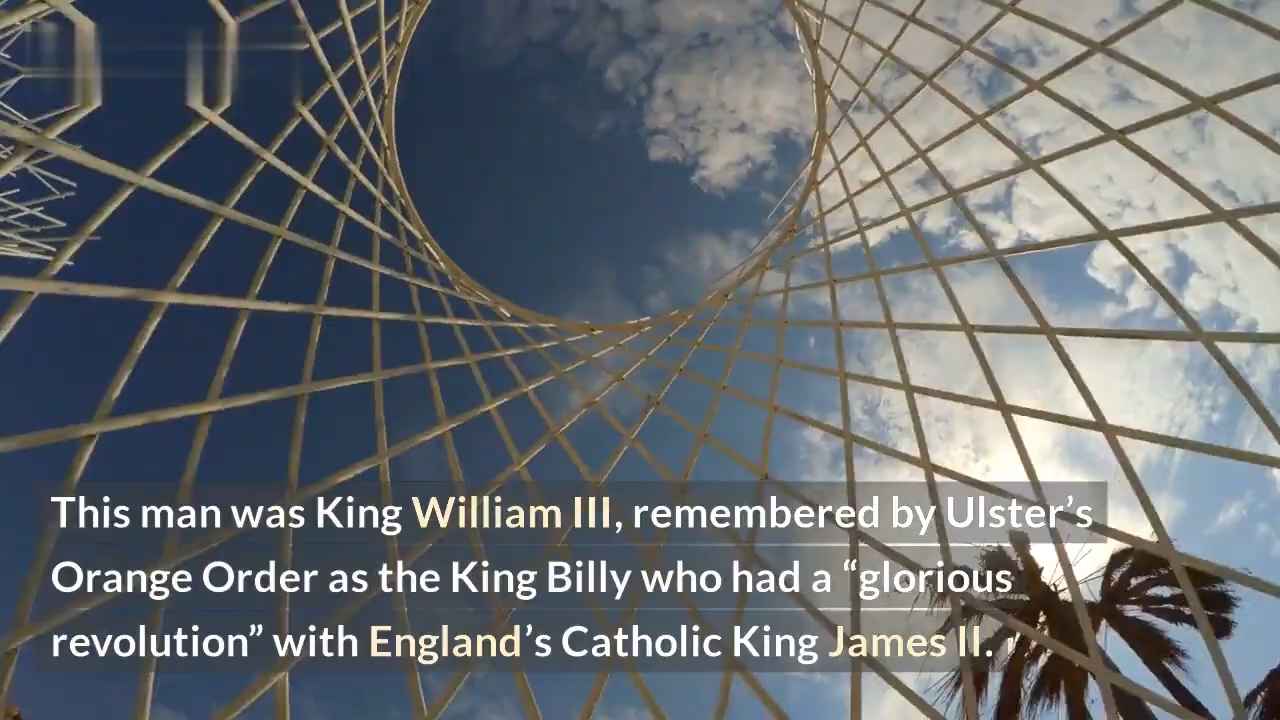 This man was King William III, remembered by Ulster’s
Orange Order as the King Billy who had a “glorious
revolution” with England’s Catholic King James II.